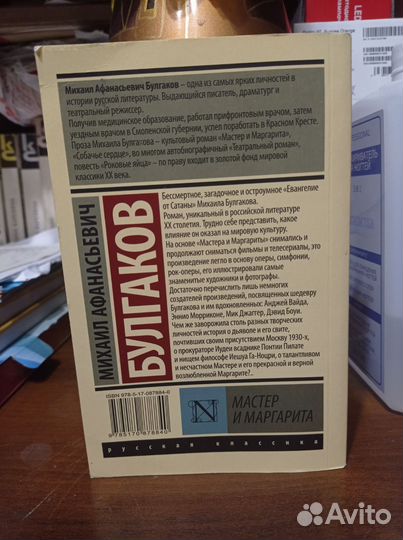 Михаил Афанасьевич Булгаков – одна из самых ярких личностей в
истории русской литературы. Выдающийся писатель, драматург и
театральный режиссер.
Получив медицинское образование, работал прифронтовым врачом, затем
уездным врачом в Смоленской губернии, успел поработать в Красном Кресте.
Проза Михаила Булгакова – культовый роман «Мастер и Маргарита»,
«Собачье сердце», во многом автобиографичный «Театральный роман»,
повесть «Роковые яйца» – по праву входит в золотой фонд мировой
классики XX века.
МИХАИЛ АФАНАСЬЕВИЧ
БУЛГАКОВ
Бессмертное, загадочное и остроумное «Евангелие
от Сатаны» Михаила Булгакова.
Роман, уникальный в российской литературе
XX столетия. Трудно себе представить, какое
влияние он оказал на мировую культуру.
На основе «Мастера и Маргариты» снимались и
продолжают сниматься фильмы и телесериалы, это
произведение легло в основу оперы, симфонии,
рок-оперы, его иллюстрировали самые
знаменитые художники и фотографы.
Достаточно перечислить лишь немногих
создателей произведений, посвященных шедевру
Булгакова и им вдохновленных: Анджей Вайда,
Эннио Морриконе, Мик Джаггер, Дэвид Боуи.
Чем же заворожила столь разных творческих
личностей история о дьяволе и его свите,
почтивших своим присутствием Москву 1930-х,
о прокураторе Иудеи всаднике Понтии Пилате
и нищем философе Иешуа Га-Ноцри, о талантливом
и несчастном Мастере и его прекрасной и верной
возлюбленной Маргарите?..
ISBN 978-5-17-087884-0
9 785170 878840
N
МАСТЕР
И МАРГАРИТА
русская классика
LED
Avito